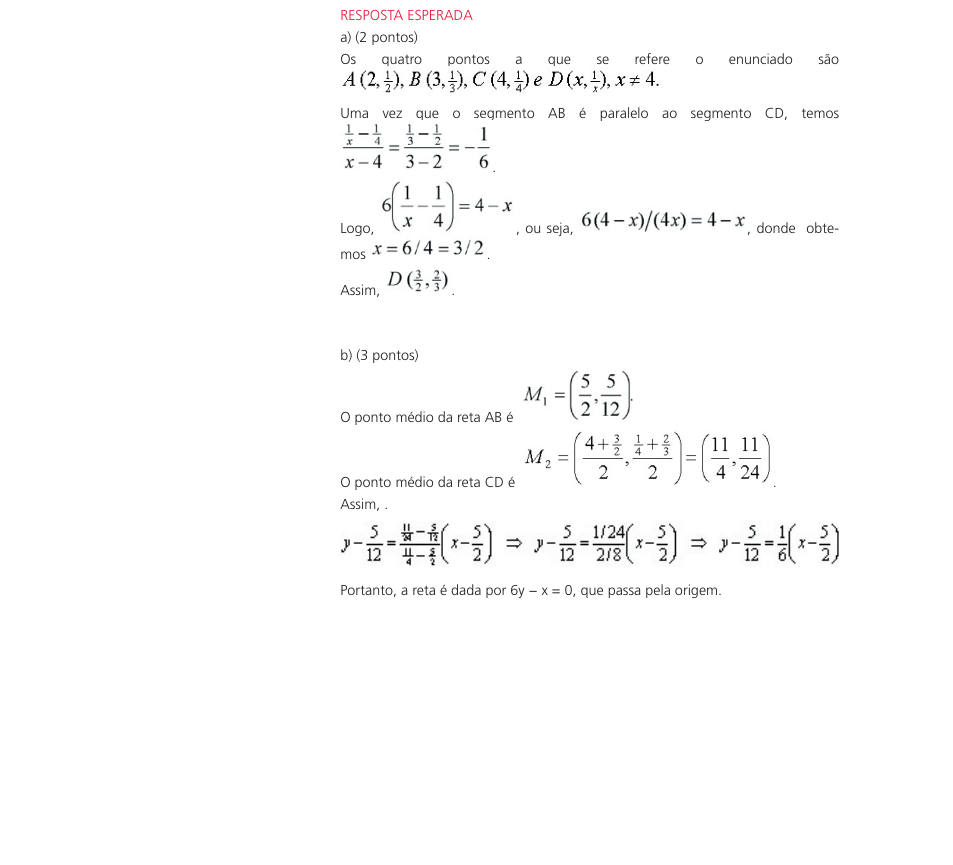 RESPOSTA ESPERADA
a) (2 pontos)
Os quatro pontos a que se refere o enunciado são
A (2, 1/2), B (3, 1/3), C (4, 1/4) e D (x, 1/x), x ≠ 4.
Uma vez que o segmento AB é paralelo ao segmento CD, temos
(1/x − 1/4)/(x − 4) = (1/3 − 1/2)/(3 − 2) = −1/6 .
Logo, 6(1/x − 1/4) = 4 − x , ou seja, 6(4 − x)/(4x) = 4 − x , donde obte-
mos x = 6/4 = 3/2 .
Assim, D (3/2, 2/3) .
b) (3 pontos)
O ponto médio da reta AB é M₁ = (5/2, 5/12).
O ponto médio da reta CD é M₂ = ((4 + 3/2)/2, (1/4 + 2/3)/2) = (11/4, 11/24) .
Assim, .
y − 5/12 = (11/24 − 5/12)/(11/4 − 5/2) (x − 5/2) ⇒ y − 5/12 = (1/24)/(2/8) (x − 5/2) ⇒ y − 5/12 = 1/6 (x − 5/2)
Portanto, a reta é dada por 6y – x = 0, que passa pela origem.